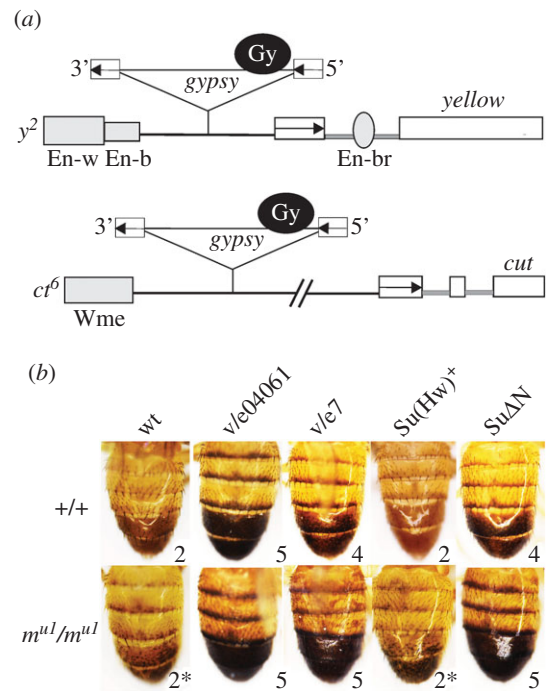 (a)
Gy
3’ gypsy 5’
y2 yellow
En-w En-b En-br
Gy
3’ gypsy 5’
ct6 cut
Wme
(b)
wt v/e04061 v/e7 Su(Hw)+ SuΔN
+/+
2 5 4 2 4
mu1/mu1
2* 5 5 2* 5